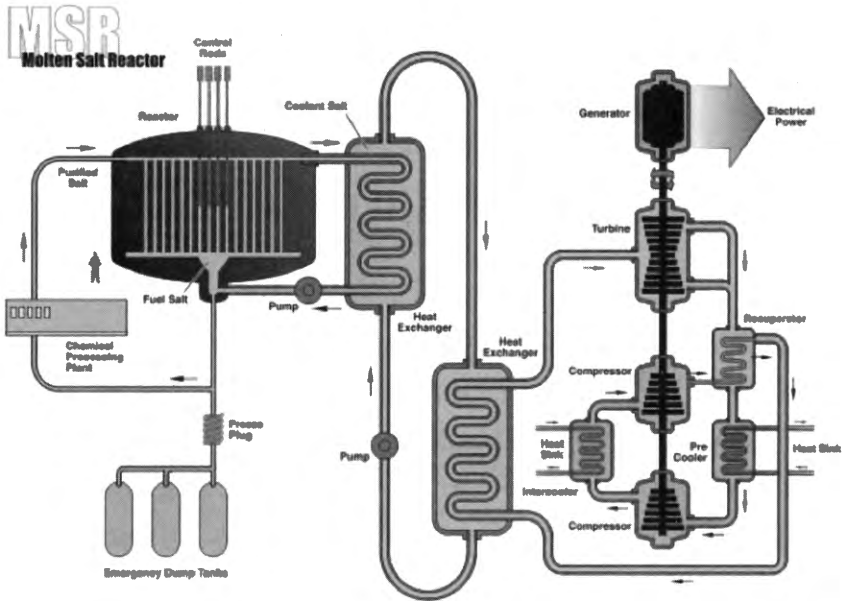 MSR
Molten Salt Reactor
Control
Rods
Coolant Salt
Reactor
Generator
Electrical
Power
Purified
Salt
Turbine
Fuel Salt
Pump
Heat
Exchanger
Chemical
Processing
Plant
Heat
Exchanger
Recuperator
Compressor
Freeze
Plug
Pump
Heat
Sink
Pre
Cooler
Heat Sink
Intercooler
Compressor
Emergency Dump Tanks